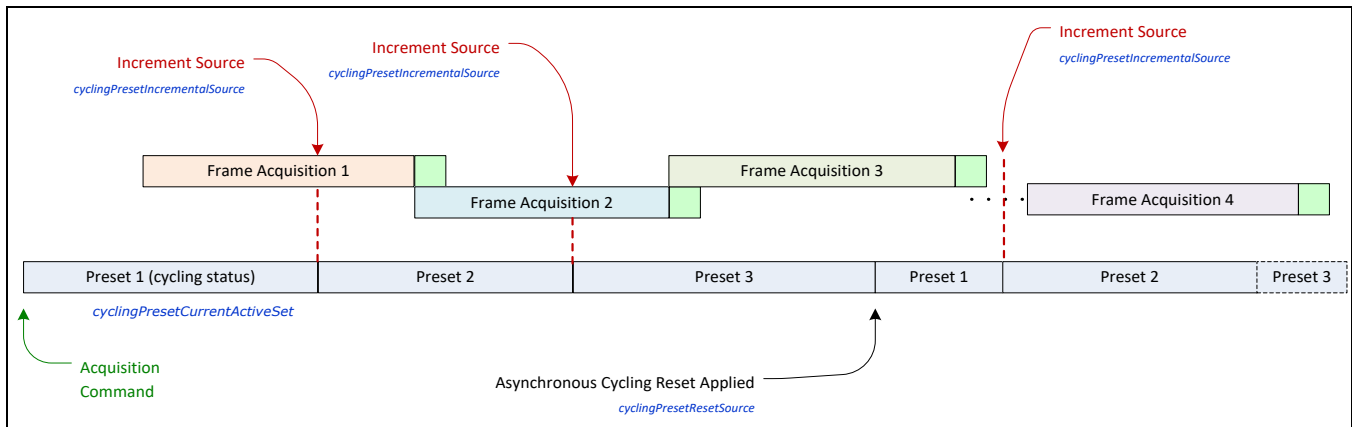 Increment Source
cyclingPresetIncrementalSource
Increment Source
cyclingPresetIncrementalSource
Increment Source
cyclingPresetIncrementalSource
Frame Acquisition 1
Frame Acquisition 3
Frame Acquisition 2
Frame Acquisition 4
Preset 1 (cycling status)
Preset 2
Preset 3
Preset 1
Preset 2
Preset 3
cyclingPresetCurrentActiveSet
Acquisition
Command
Asynchronous Cycling Reset Applied
cyclingPresetResetSource